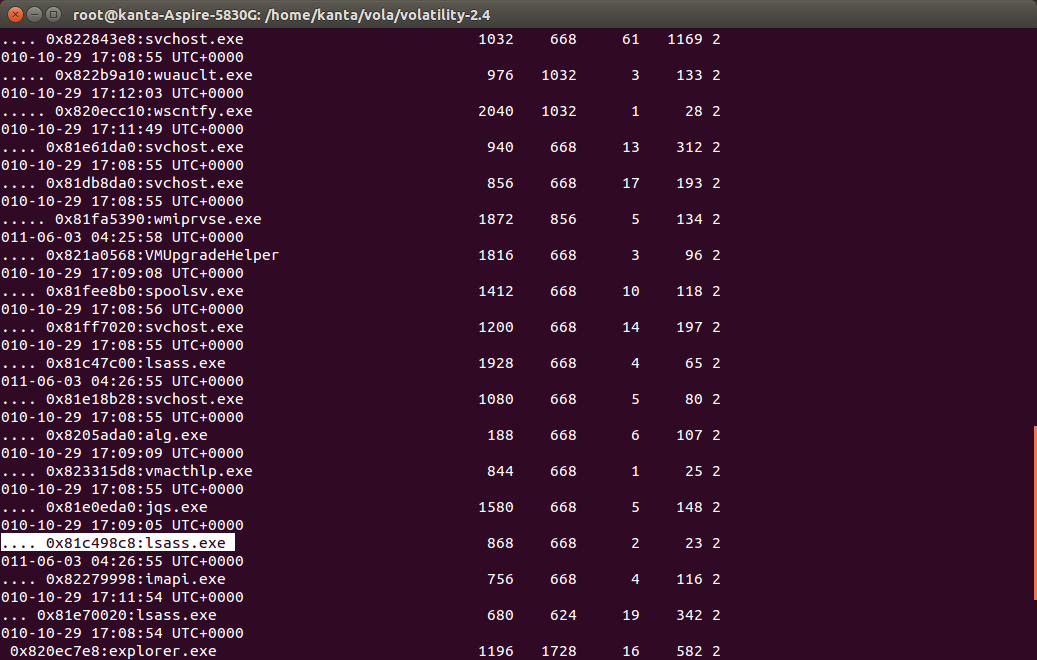 root@kanta-Aspire-5830G: /home/kanta/vola/volatility-2.4
.... 0x822843e8:svchost.exe 1032 668 61 1169 2
010-10-29 17:08:55 UTC+0000
..... 0x822b9a10:wuauclt.exe 976 1032 3 133 2
010-10-29 17:12:03 UTC+0000
..... 0x820ecc10:wscntfy.exe 2040 1032 1 28 2
010-10-29 17:11:49 UTC+0000
.... 0x81e61da0:svchost.exe 940 668 13 312 2
010-10-29 17:08:55 UTC+0000
.... 0x81db8da0:svchost.exe 856 668 17 193 2
010-10-29 17:08:55 UTC+0000
..... 0x81fa5390:wmiprvse.exe 1872 856 5 134 2
011-06-03 04:25:58 UTC+0000
.... 0x821a0568:VMUpgradeHelper 1816 668 3 96 2
010-10-29 17:09:08 UTC+0000
.... 0x81fee8b0:spoolsv.exe 1412 668 10 118 2
010-10-29 17:08:56 UTC+0000
.... 0x81ff7020:svchost.exe 1200 668 14 197 2
010-10-29 17:08:55 UTC+0000
.... 0x81c47c00:lsass.exe 1928 668 4 65 2
011-06-03 04:26:55 UTC+0000
.... 0x81e18b28:svchost.exe 1080 668 5 80 2
010-10-29 17:08:55 UTC+0000
.... 0x8205ada0:alg.exe 188 668 6 107 2
010-10-29 17:09:09 UTC+0000
.... 0x823315d8:vmacthlp.exe 844 668 1 25 2
010-10-29 17:08:55 UTC+0000
.... 0x81e0eda0:jqs.exe 1580 668 5 148 2
010-10-29 17:09:05 UTC+0000
.... 0x81c498c8:lsass.exe 868 668 2 23 2
011-06-03 04:26:55 UTC+0000
.... 0x82279998:imapi.exe 756 668 4 116 2
010-10-29 17:11:54 UTC+0000
... 0x81e70020:lsass.exe 680 624 19 342 2
010-10-29 17:08:54 UTC+0000
0x820ec7e8:explorer.exe 1196 1728 16 582 2